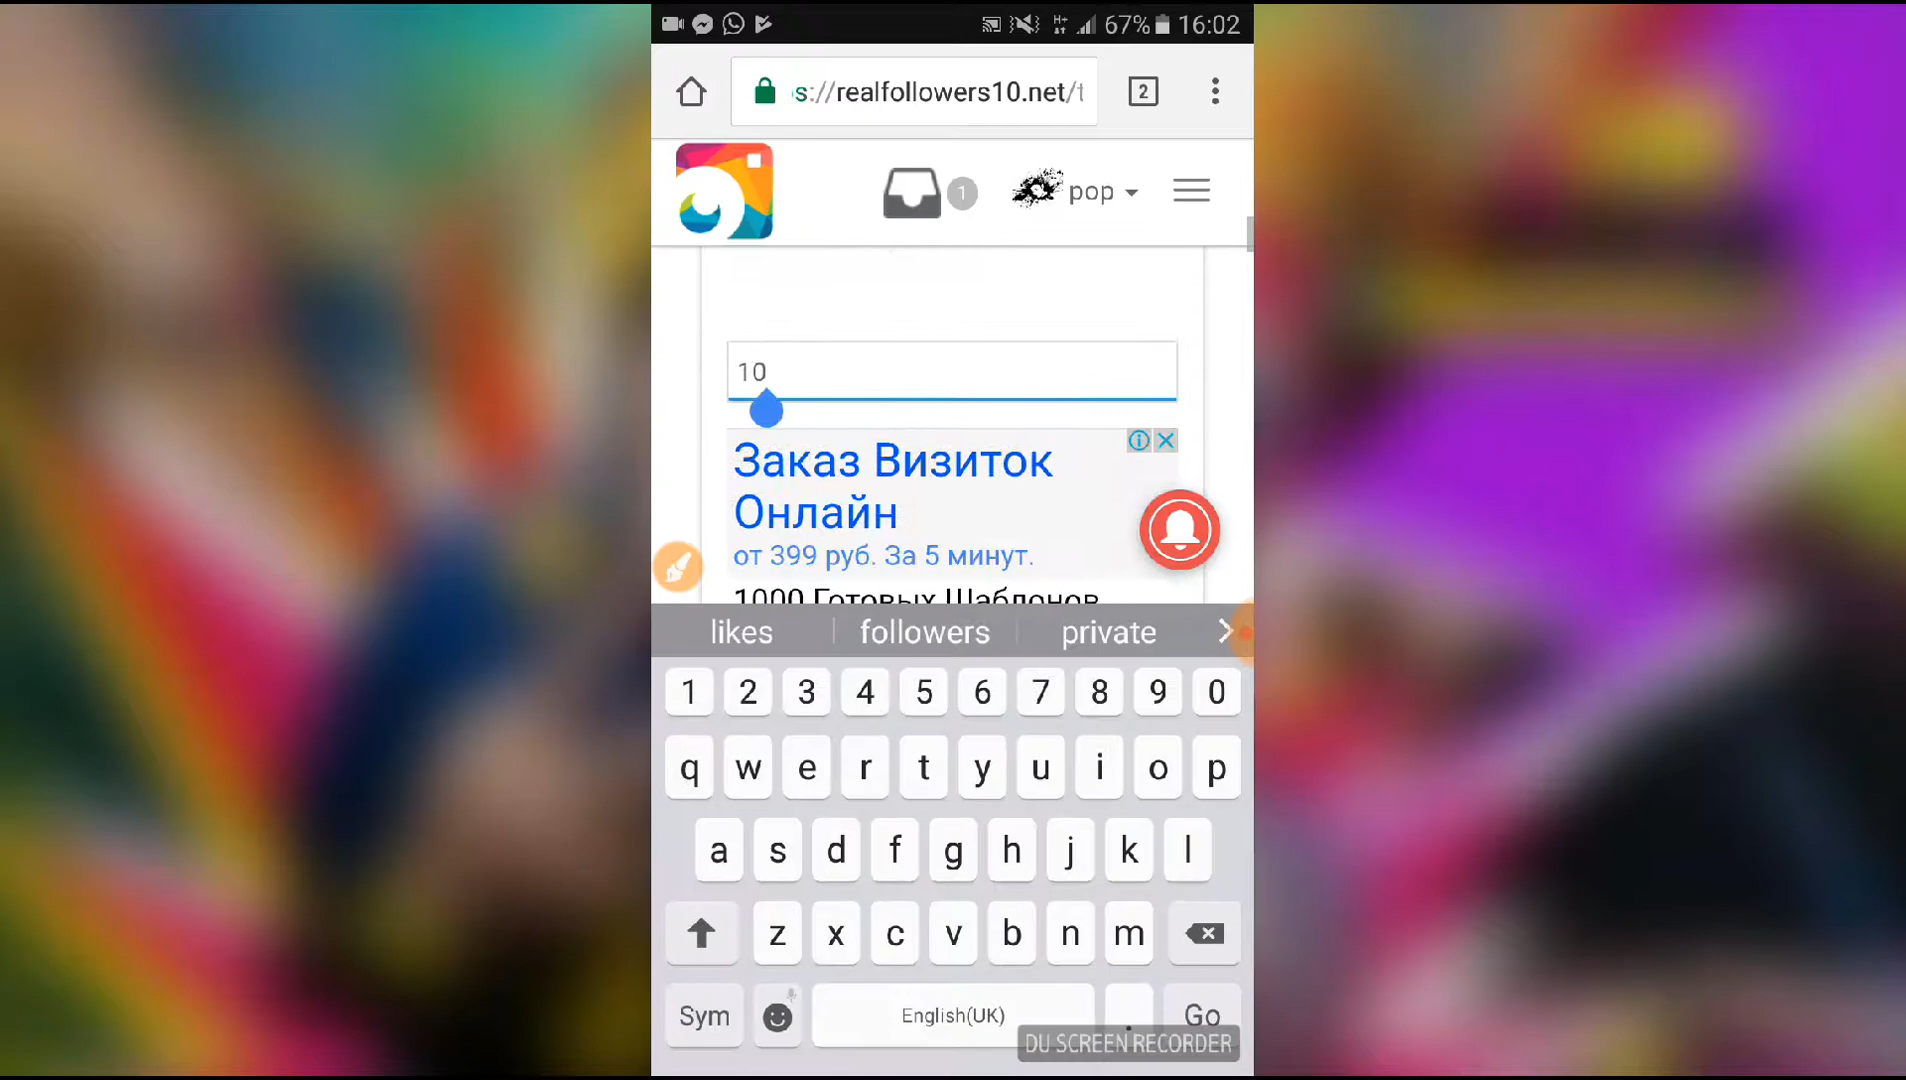 67% 16:02
s://realfollowers10.net/t
2
1
pop
10
Заказ Визиток
Онлайн
от 399 руб. За 5 минут.
1000 Готовых Шаблонов
likes followers private
1 2 3 4 5 6 7 8 9 0
q w e r t y u i o p
a s d f g h j k l
z x c v b n m
Sym English(UK) . Go
DU SCREEN RECORDER